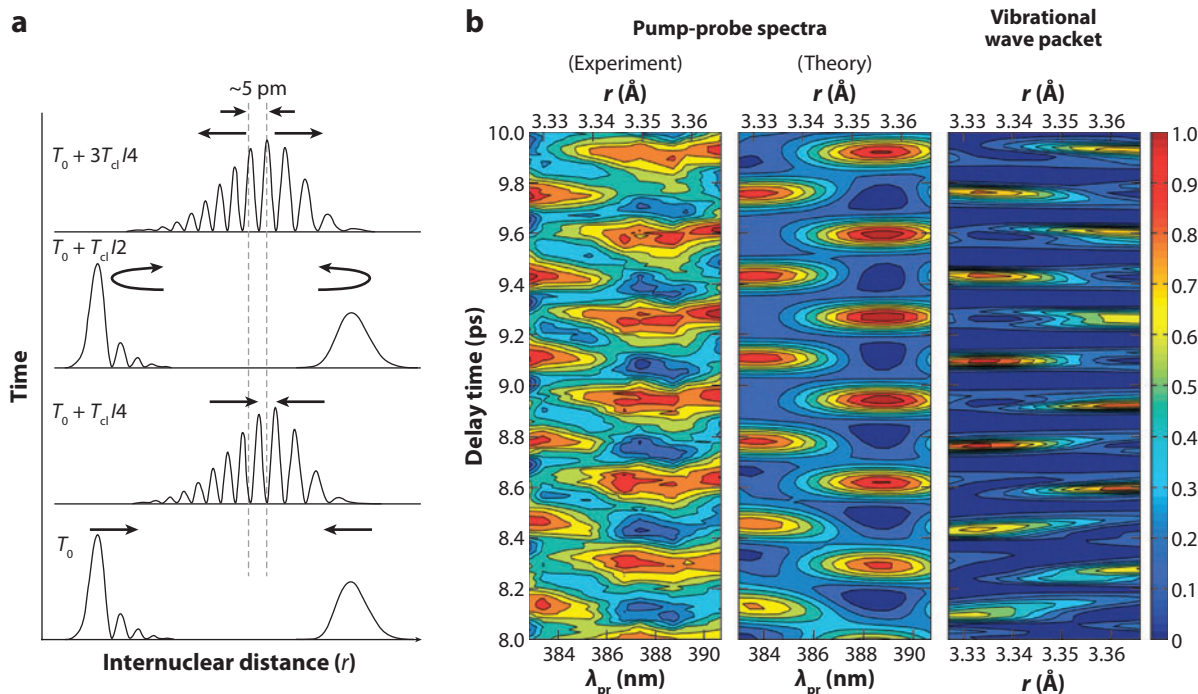 a
~5 pm
T0 + 3Tcl/4
T0 + Tcl/2
T0 + Tcl/4
T0
Time
Internuclear distance (r)
b
Pump-probe spectra
Vibrational
wave packet
(Experiment) (Theory)
r (Å) r (Å) r (Å)
3.33 3.34 3.35 3.36 3.33 3.34 3.35 3.36 3.33 3.34 3.35 3.36
10.0
9.8
9.6
9.4
9.2
9.0
8.8
8.6
8.4
8.2
8.0
Delay time (ps)
384 386 388 390 384 386 388 390 3.33 3.34 3.35 3.36
λpr (nm) λpr (nm) r (Å)
1.0
0.9
0.8
0.7
0.6
0.5
0.4
0.3
0.2
0.1
0